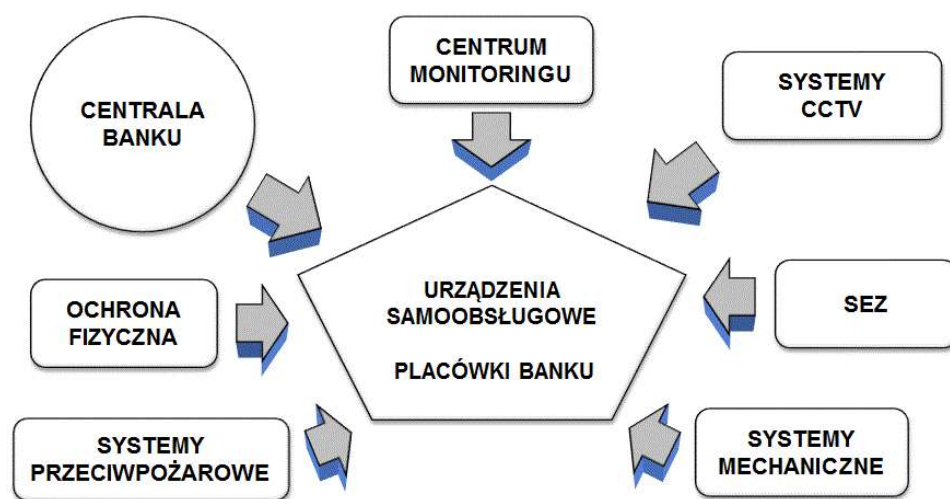 CENTRALA
BANKU
CENTRUM
MONITORINGU
SYSTEMY
CCTV
OCHRONA
FIZYCZNA
URZĄDZENIA
SAMOOBSŁUGOWE
PLACÓWKI BANKU
SEZ
SYSTEMY
PRZECIWPOŻAROWE
SYSTEMY
MECHANICZNE